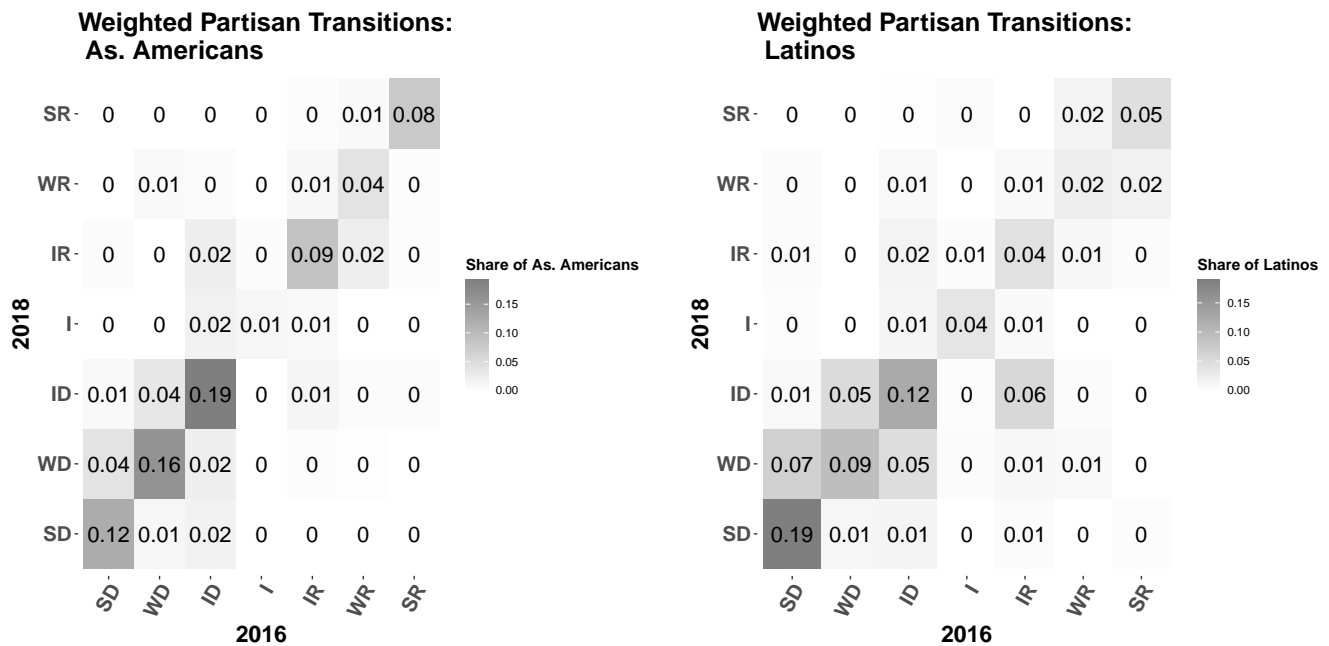 Weighted Partisan Transitions:
As. Americans
SR 0 0 0 0 0 0.01 0.08
WR 0 0.01 0 0 0.01 0.04 0
IR 0 0 0.02 0 0.09 0.02 0
I 0 0 0.02 0.01 0.01 0 0
ID 0.01 0.04 0.19 0 0.01 0 0
WD 0.04 0.16 0.02 0 0 0 0
SD 0.12 0.01 0.02 0 0 0 0
SD WD ID I IR WR SR
2016
2018
Share of As. Americans
0.15
0.10
0.05
0.00
Weighted Partisan Transitions:
Latinos
SR 0 0 0 0 0 0.02 0.05
WR 0 0 0.01 0 0.01 0.02 0.02
IR 0.01 0 0.02 0.01 0.04 0.01 0
I 0 0 0.01 0.04 0.01 0 0
ID 0.01 0.05 0.12 0 0.06 0 0
WD 0.07 0.09 0.05 0 0.01 0.01 0
SD 0.19 0.01 0.01 0 0.01 0 0
SD WD ID I IR WR SR
2016
2018
Share of Latinos
0.15
0.10
0.05
0.00